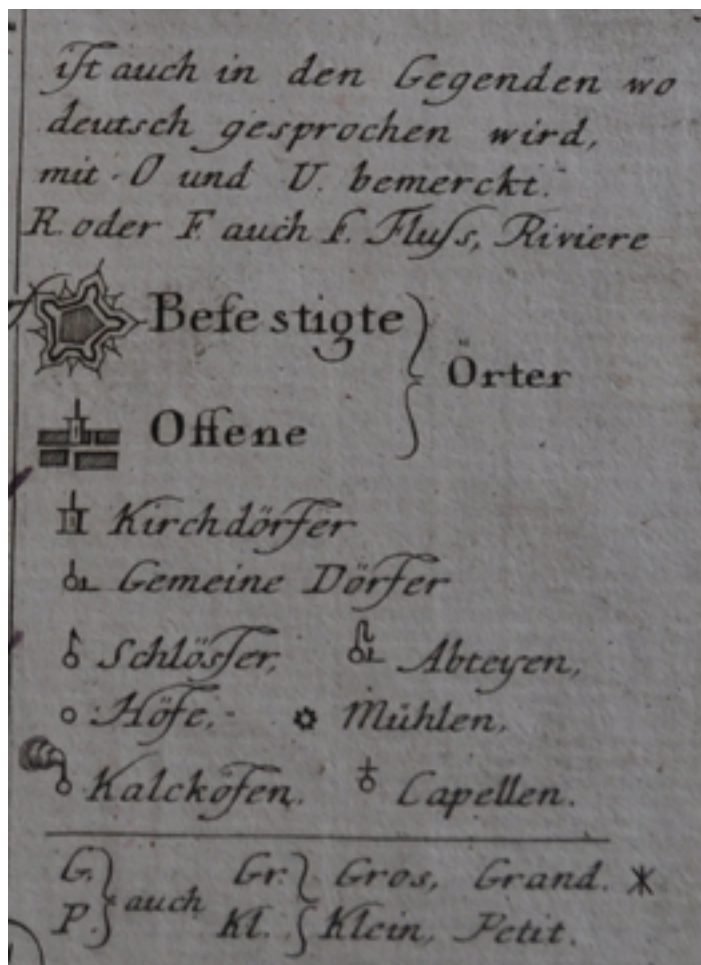 ist auch in den Gegenden wo
deutsch gesprochen wird,
mit O und U. bemerckt.
R. oder F. auch f. Fluss, Riviere
Befestigte
Örter
Offene
Kirchdörfer
Gemeine Dörfer
Schlösser, Abteyen,
Höfe, Mühlen,
Kalcköfen, Capellen.
G. auch Gr. Gros, Grand.
P. Kl. Klein, Petit.